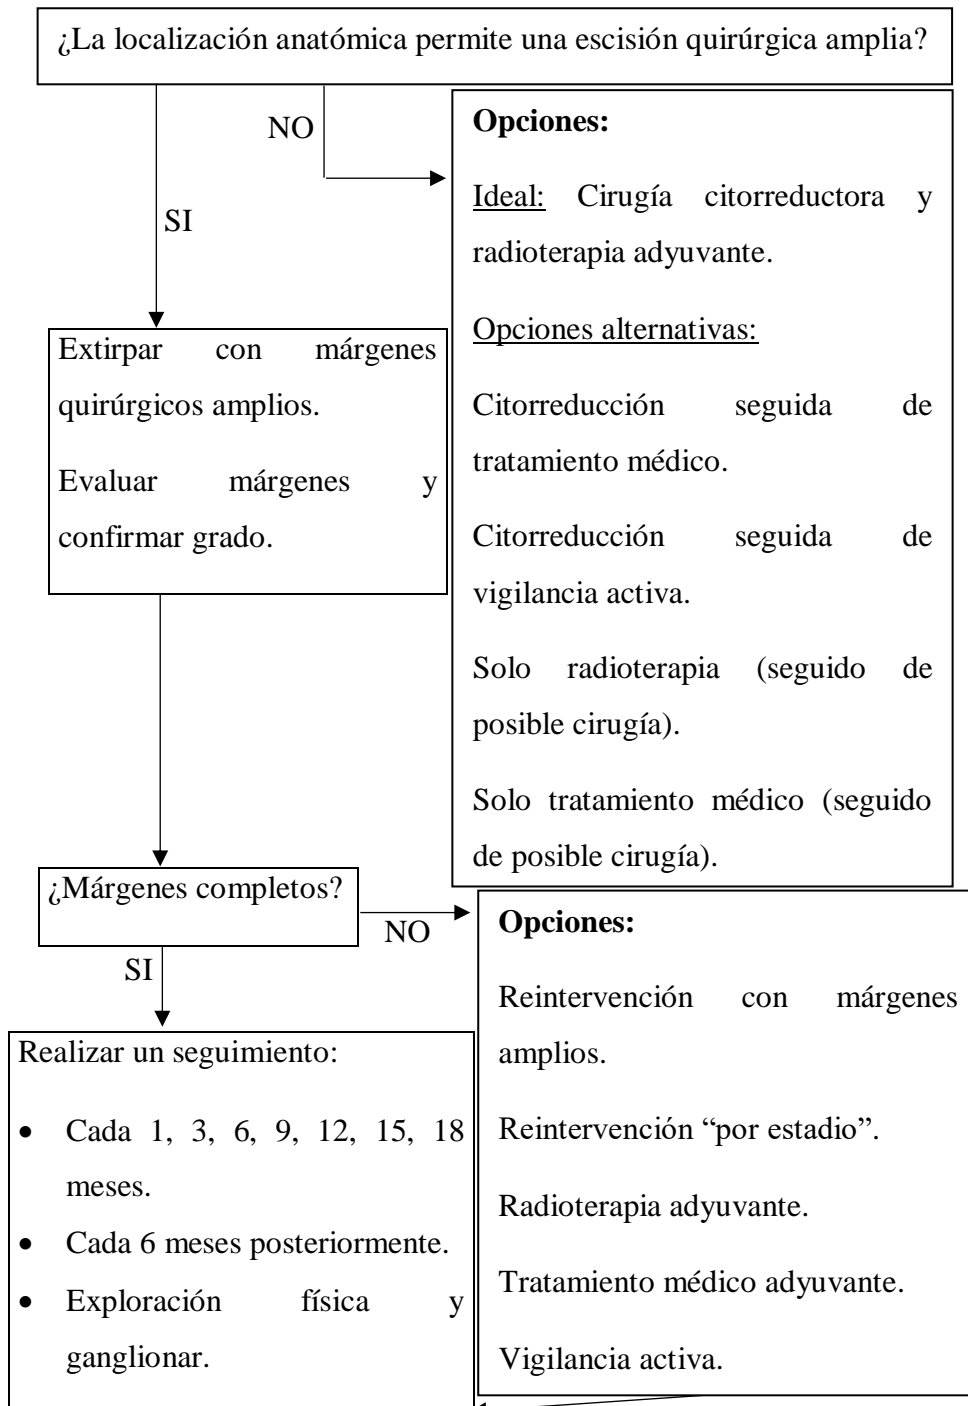 ¿La localización anatómica permite una escisión quirúrgica amplia?
NO
SI
Opciones:
Ideal: Cirugía citorreductora y
radioterapia adyuvante.
Opciones alternativas:
Citorreducción seguida de
tratamiento médico.
Citorreducción seguida de
vigilancia activa.
Solo radioterapia (seguido de
posible cirugía).
Solo tratamiento médico (seguido
de posible cirugía).
Extirpar con márgenes
quirúrgicos amplios.
Evaluar márgenes y
confirmar grado.
¿Márgenes completos?
NO
SI
Opciones:
Reintervención con márgenes
amplios.
Reintervención “por estadio”.
Radioterapia adyuvante.
Tratamiento médico adyuvante.
Vigilancia activa.
Realizar un seguimiento:
• Cada 1, 3, 6, 9, 12, 15, 18
meses.
• Cada 6 meses posteriormente.
• Exploración física y
ganglionar.